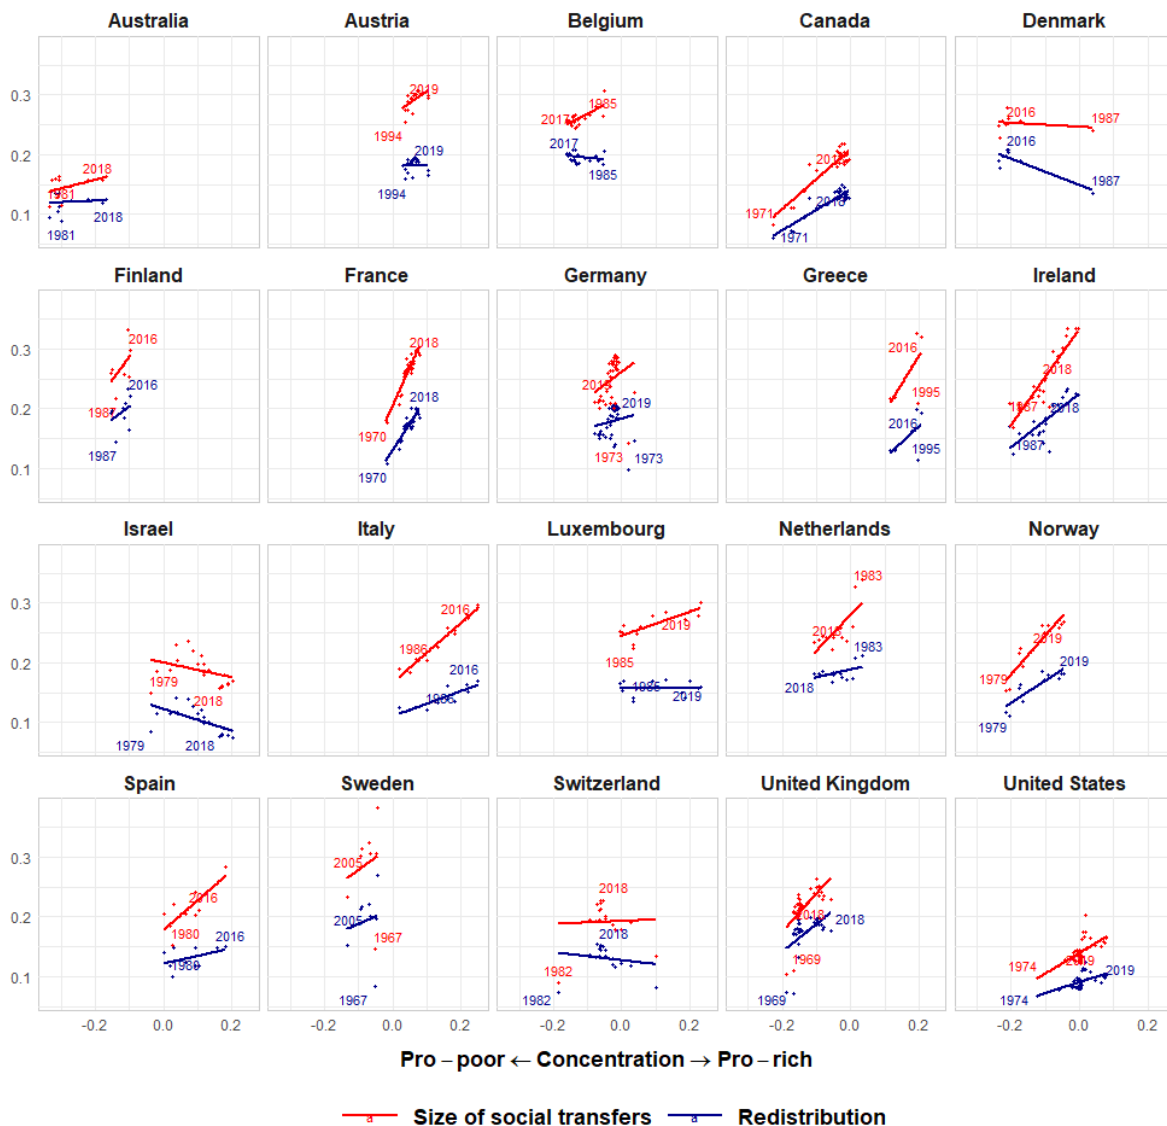 Australia Austria Belgium Canada Denmark
0.3 2019 1985 2016 1987
1994 2017
0.2 2018 2019 2017 2018 2016
1981 1994 1985 1987
0.1 2018 1971 2018
1981 1971
Finland France Germany Greece Ireland
0.3 2016 2018 2016
2016 2018 2019 1995 2018
0.2 1987 1970 2019 2016 1987 2018
1987 1970 1973 1973 1995 1987
0.1
Israel Italy Luxembourg Netherlands Norway
0.3 2016 1983
1986 2019 2018 2019
0.2 1979 2016 1985 1983 1979 2019
2018 1986 1985 2018
0.1 1979 2018 2019 1979
Spain Sweden Switzerland United Kingdom United States
0.3 2005
2016 2018
0.2 1980 2016 2005 1967 2018 2018 2018
1980 1982 1969 1974 2019 2019
0.1 1967 1982 1969 1974
-0.2 0.0 0.2 -0.2 0.0 0.2 -0.2 0.0 0.2 -0.2 0.0 0.2 -0.2 0.0 0.2
Pro – poor ← Concentration → Pro – rich
a Size of social transfers a Redistribution